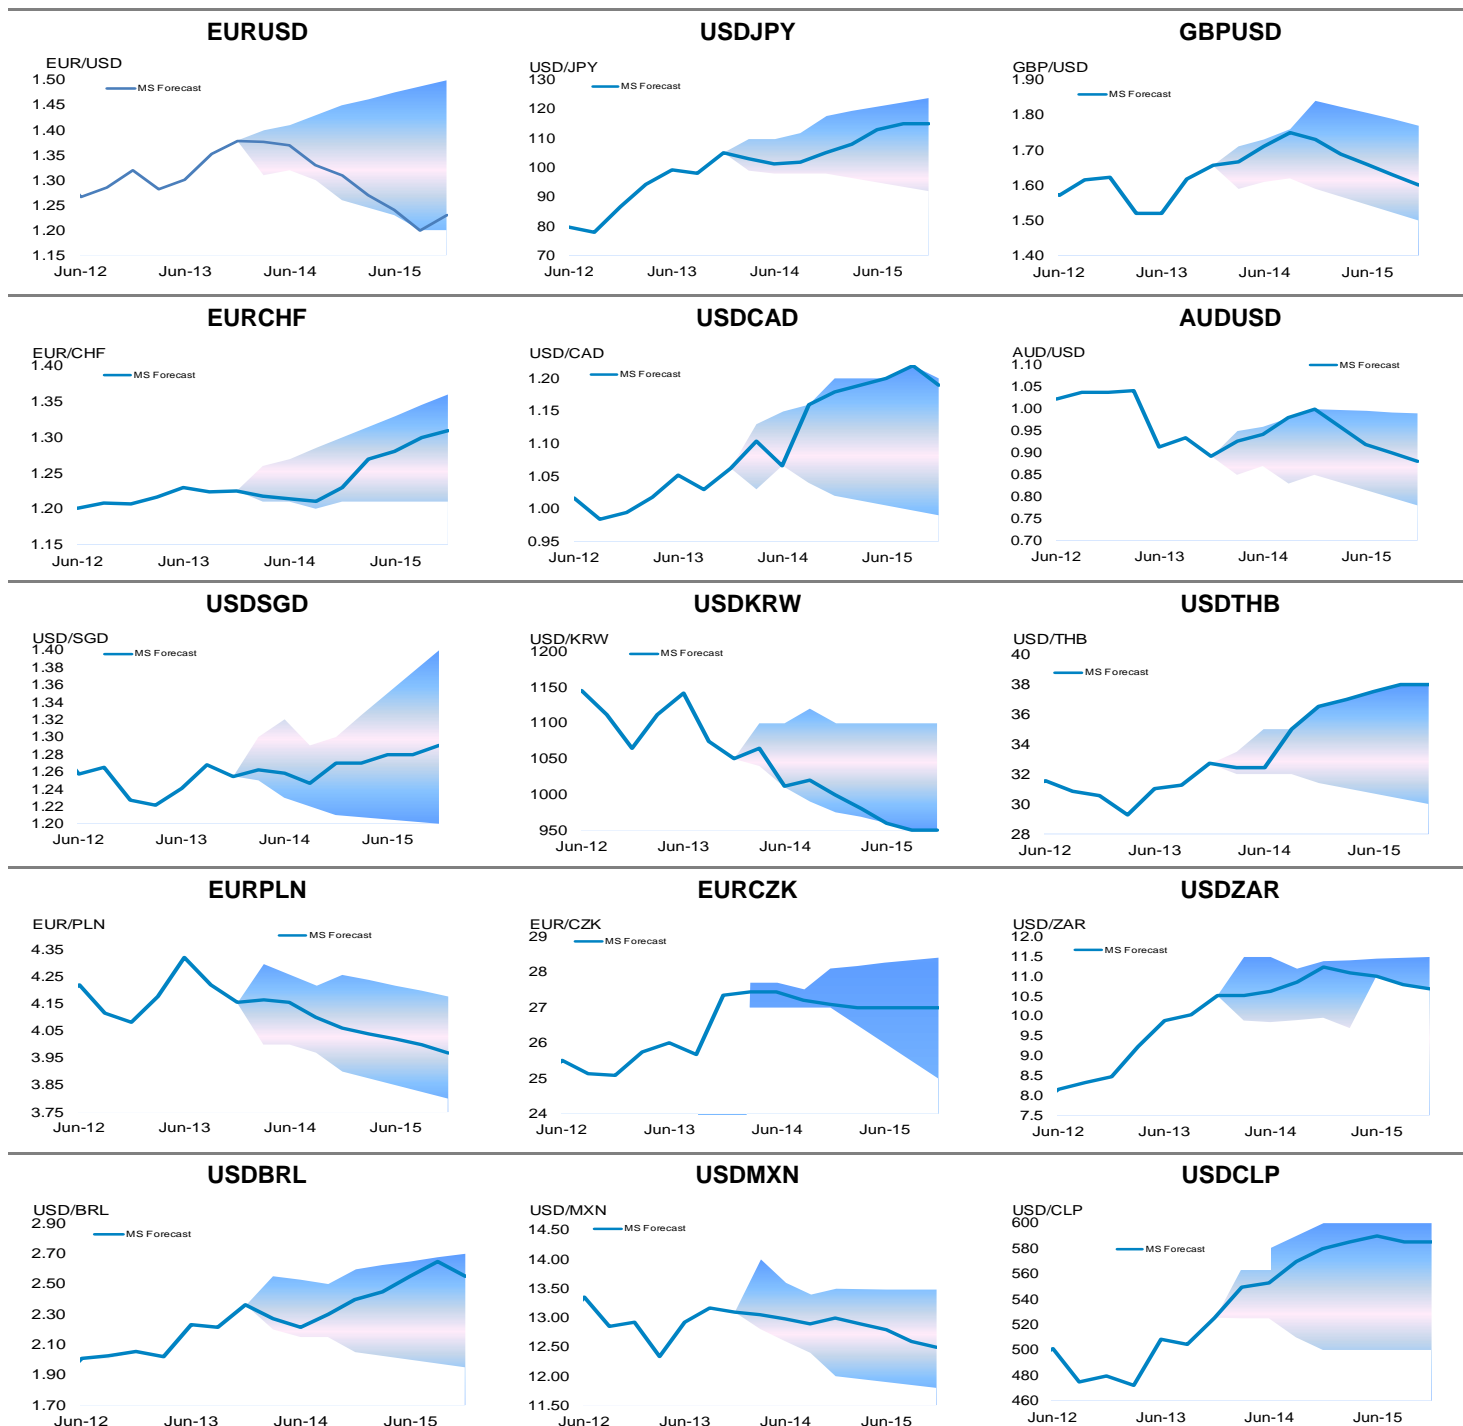 EURUSD
EUR/USD
MS Forecast
1.50
1.45
1.40
1.35
1.30
1.25
1.20
1.15
Jun-12 Jun-13 Jun-14 Jun-15
USDJPY
USD/JPY
MS Forecast
130
120
110
100
90
80
70
Jun-12 Jun-13 Jun-14 Jun-15
GBPUSD
GBP/USD
MS Forecast
1.90
1.80
1.70
1.60
1.50
1.40
Jun-12 Jun-13 Jun-14 Jun-15
EURCHF
EUR/CHF
MS Forecast
1.40
1.35
1.30
1.25
1.20
1.15
Jun-12 Jun-13 Jun-14 Jun-15
USDCAD
USD/CAD
MS Forecast
1.20
1.15
1.10
1.05
1.00
0.95
Jun-12 Jun-13 Jun-14 Jun-15
AUDUSD
AUD/USD
MS Forecast
1.10
1.05
1.00
0.95
0.90
0.85
0.80
0.75
0.70
Jun-12 Jun-13 Jun-14 Jun-15
USDSGD
USD/SGD
MS Forecast
1.40
1.38
1.36
1.34
1.32
1.30
1.28
1.26
1.24
1.22
1.20
Jun-12 Jun-13 Jun-14 Jun-15
USDKRW
USD/KRW
MS Forecast
1200
1150
1100
1050
1000
950
Jun-12 Jun-13 Jun-14 Jun-15
USDTHB
USD/THB
MS Forecast
40
38
36
34
32
30
28
Jun-12 Jun-13 Jun-14 Jun-15
EURPLN
EUR/PLN
MS Forecast
4.35
4.25
4.15
4.05
3.95
3.85
3.75
Jun-12 Jun-13 Jun-14 Jun-15
EURCZK
EUR/CZK
MS Forecast
29
28
27
26
25
24
Jun-12 Jun-13 Jun-14 Jun-15
USDZAR
USD/ZAR
MS Forecast
12.0
11.5
11.0
10.5
10.0
9.5
9.0
8.5
8.0
7.5
Jun-12 Jun-13 Jun-14 Jun-15
USDBRL
USD/BRL
MS Forecast
2.90
2.70
2.50
2.30
2.10
1.90
1.70
Jun-12 Jun-13 Jun-14 Jun-15
USDMXN
USD/MXN
MS Forecast
14.50
14.00
13.50
13.00
12.50
12.00
11.50
Jun-12 Jun-13 Jun-14 Jun-15
USDCLP
USD/CLP
MS Forecast
600
580
560
540
520
500
480
460
Jun-12 Jun-13 Jun-14 Jun-15